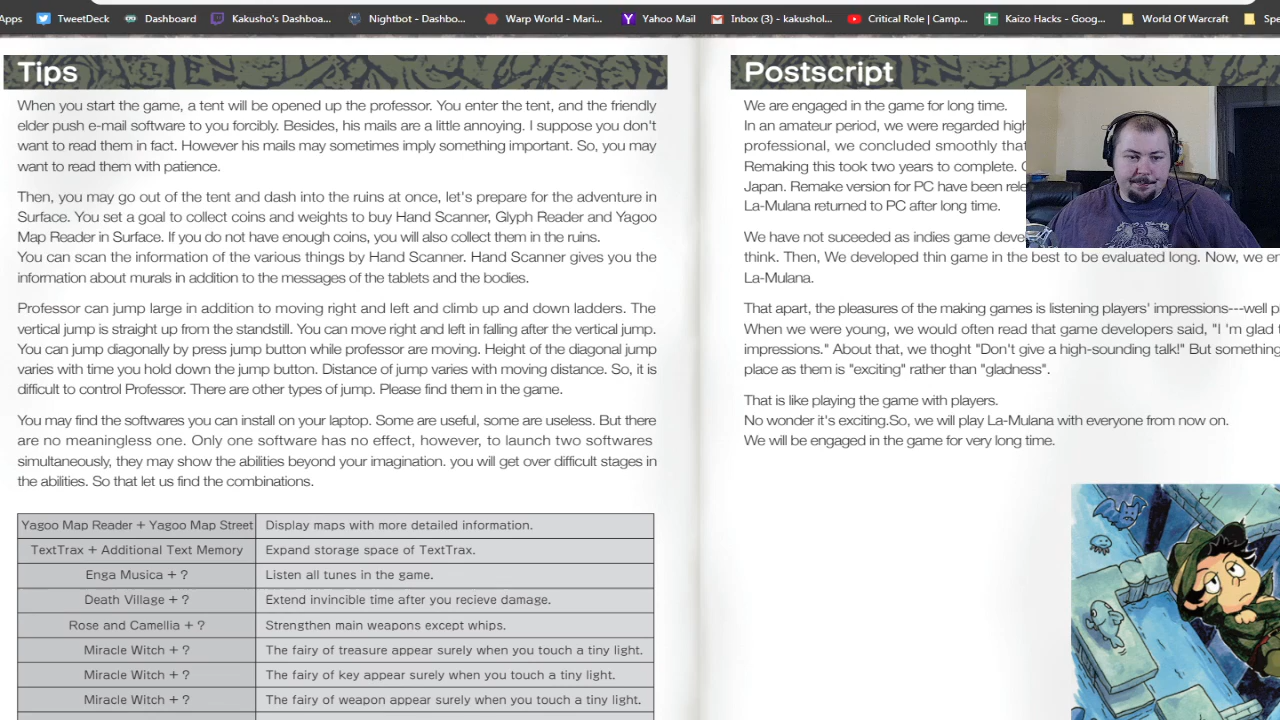 Apps TweetDeck Dashboard Kakusho's Dashboa... Nightbot - Dashbo... Warp World - Mari... Yahoo Mail Inbox (3) - kakushol... Critical Role | Camp... Kaizo Hacks - Goog... World Of Warcraft Spe
Tips
When you start the game, a tent will be opened up the professor. You enter the tent, and the friendly
elder push e-mail software to you forcibly. Besides, his mails are a little annoying. I suppose you don't
want to read them in fact. However his mails may sometimes imply something important. So, you may
want to read them with patience.
Then, you may go out of the tent and dash into the ruins at once, let's prepare for the adventure in
Surface. You set a goal to collect coins and weights to buy Hand Scanner, Glyph Reader and Yagoo
Map Reader in Surface. If you do not have enough coins, you will also collect them in the ruins.
You can scan the information of the various things by Hand Scanner. Hand Scanner gives you the
information about murals in addition to the messages of the tablets and the bodies.
Professor can jump large in addition to moving right and left and climb up and down ladders. The
vertical jump is straight up from the standstill. You can move right and left in falling after the vertical jump.
You can jump diagonally by press jump button while professor are moving. Height of the diagonal jump
varies with time you hold down the jump button. Distance of jump varies with moving distance. So, it is
difficult to control Professor. There are other types of jump. Please find them in the game.
You may find the softwares you can install on your laptop. Some are useful, some are useless. But there
are no meaningless one. Only one software has no effect, however, to launch two softwares
simultaneously, they may show the abilities beyond your imagination. you will get over difficult stages in
the abilities. So that let us find the combinations.
Yagoo Map Reader + Yagoo Map Street Display maps with more detailed information.
TextTrax + Additional Text Memory Expand storage space of TextTrax.
Enga Musica + ? Listen all tunes in the game.
Death Village + ? Extend invincible time after you recieve damage.
Rose and Camellia + ? Strengthen main weapons except whips.
Miracle Witch + ? The fairy of treasure appear surely when you touch a tiny light.
Miracle Witch + ? The fairy of key appear surely when you touch a tiny light.
Miracle Witch + ? The fairy of weapon appear surely when you touch a tiny light.
Postscript
We are engaged in the game for long time.
In an amateur period, we were regarded high
professional, we concluded smoothly that
Remaking this took two years to complete.
Japan. Remake version for PC have been rele
La-Mulana returned to PC after long time.
We have not suceeded as indies game deve
think. Then, We developed thin game in the best to be evaluated long. Now, we en
La-Mulana.
That apart, the pleasures of the making games is listening players' impressions---well p
When we were young, we would often read that game developers said, "I 'm glad t
impressions." About that, we thoght "Don't give a high-sounding talk!" But something
place as them is "exciting" rather than "gladness".
That is like playing the game with players.
No wonder it's exciting.So, we will play La-Mulana with everyone from now on.
We will be engaged in the game for very long time.